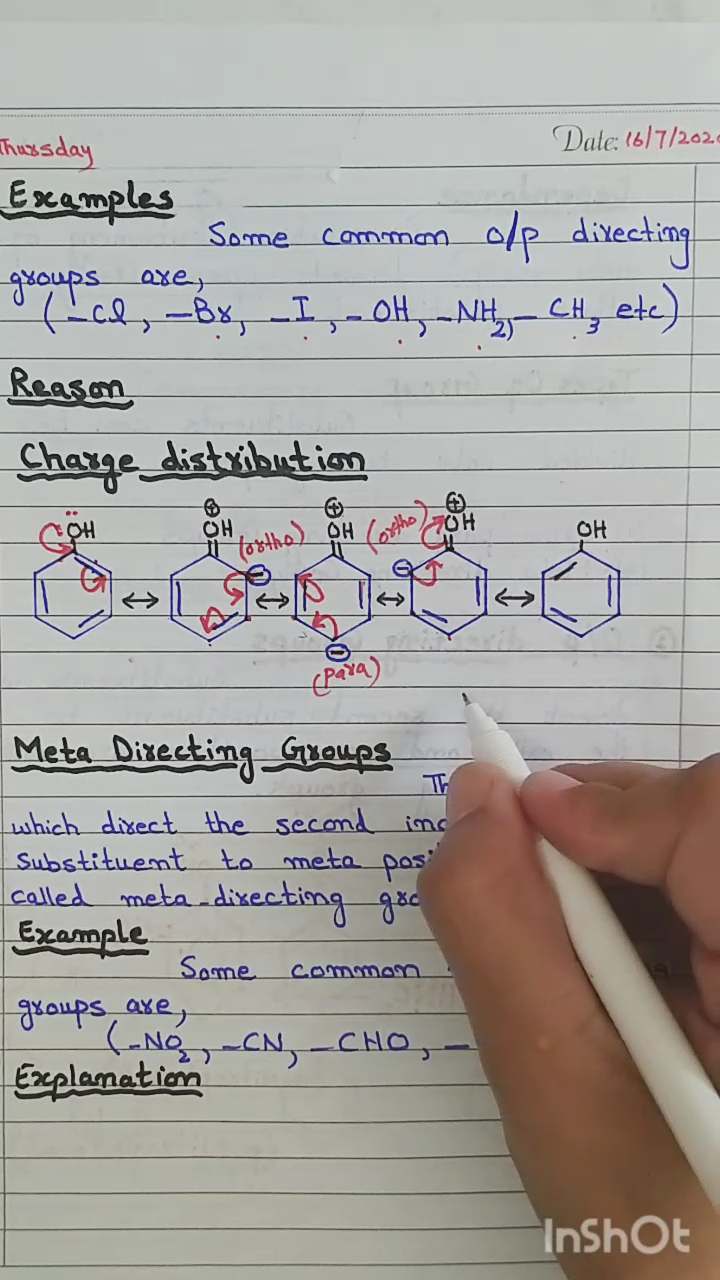 Thursday
Date: 16/7/202
Examples
Some common o/p directing
groups are,
(-Cl, -Br, -I, -OH, -NH2, -CH3 etc)
Reason
Charge distribution
⊕ ⊕ ⊕
OH OH (ortho) OH (ortho) OH OH
⊖ ⊖
↔ ↔ ↔ ↔
⊖
(para)
Meta Directing Groups
Th
which direct the second inc
substituent to meta posi
called meta-directing gro
Example
Some common
groups are,
(-NO2, -CN, -CHO, -
Explanation
InShOt